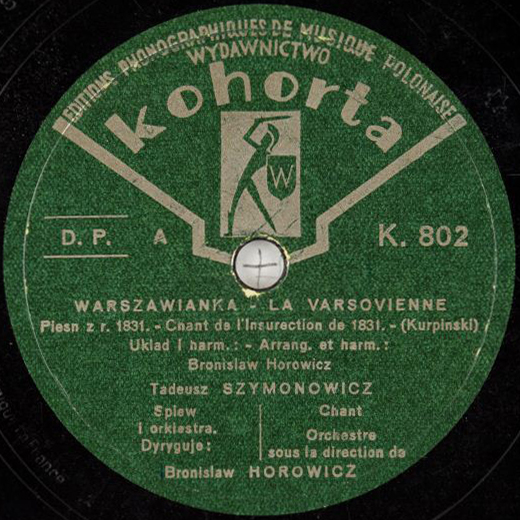 EDITIONS PHONOGRAPHIQUES DE MUSIQUE POLONAISE
WYDAWNICTWO
kohorta
W
D. P. A K. 802
WARSZAWIANKA - LA VARSOVIENNE
Piesn z r. 1831. - Chant de l'Insurection de 1831. - (Kurpinski)
Uklad i harm. : - Arrang. et harm. :
Bronislaw Horowicz
Tadeusz SZYMONOWICZ
Spiew Chant
i orkiestra. Orchestre
Dyryguje: sous la direction de
Bronislaw HOROWICZ